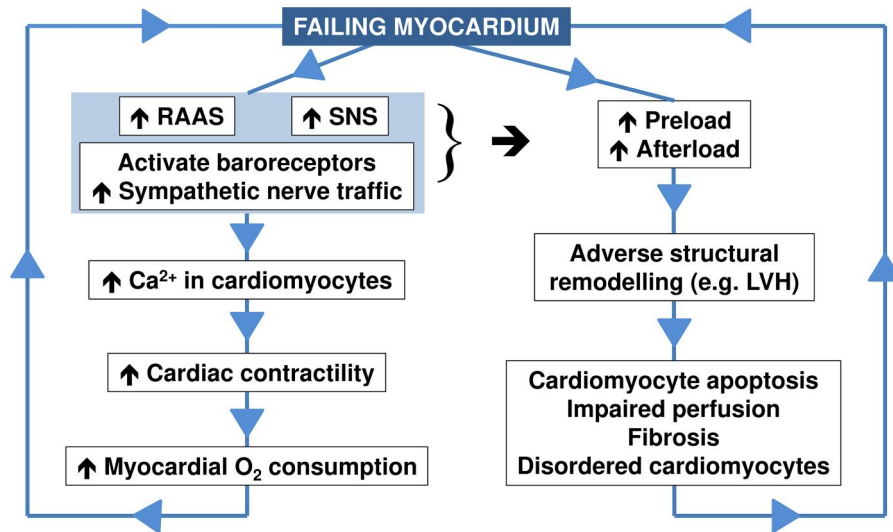 FAILING MYOCARDIUM
↑ RAAS
↑ SNS
Activate baroreceptors
↑ Sympathetic nerve traffic
↑ Ca²⁺ in cardiomyocytes
↑ Cardiac contractility
↑ Myocardial O₂ consumption
↑ Preload
↑ Afterload
Adverse structural
remodelling (e.g. LVH)
Cardiomyocyte apoptosis
Impaired perfusion
Fibrosis
Disordered cardiomyocytes